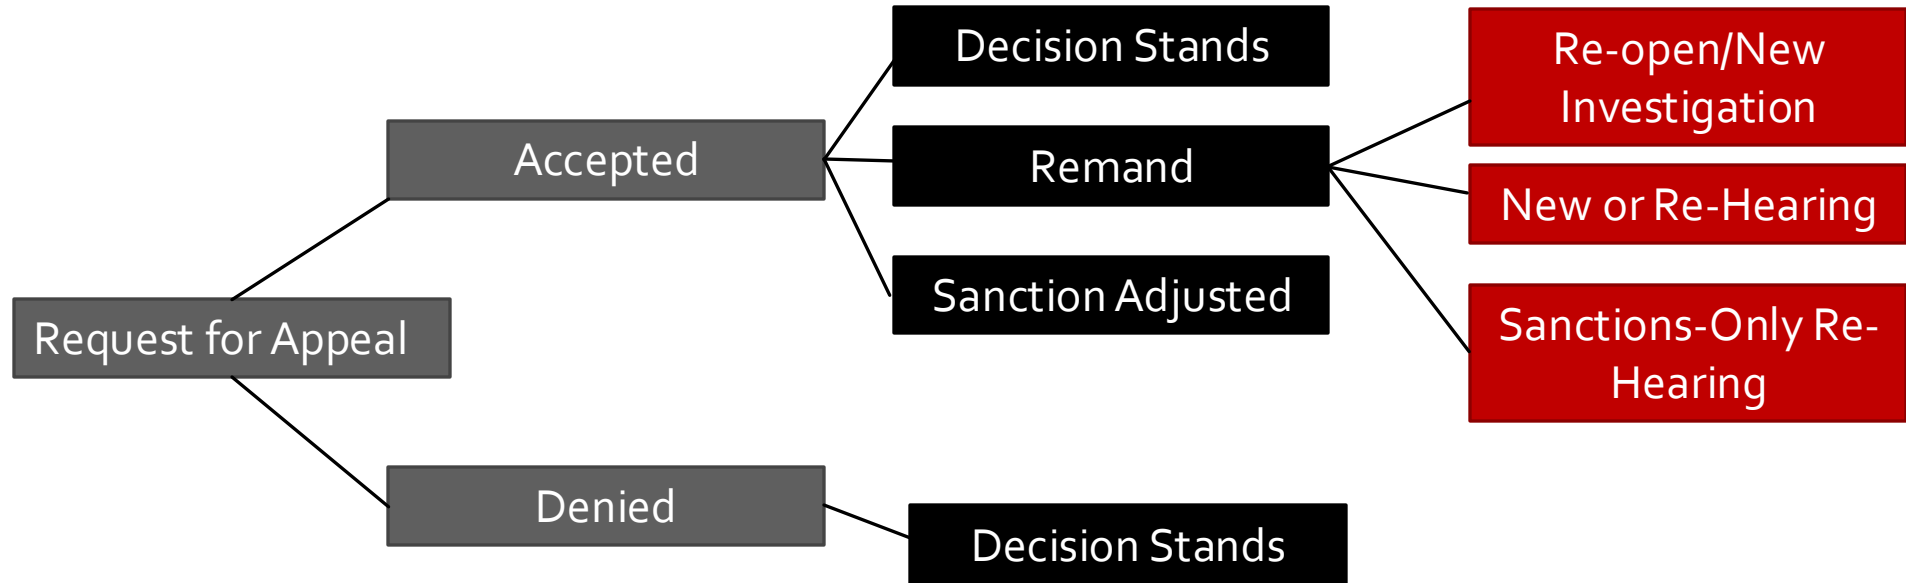 Decision Stands
Re-open/New
Investigation
Accepted
Remand
New or Re-Hearing
Sanction Adjusted
Sanctions-Only Re-
Hearing
Request for Appeal
Denied
Decision Stands